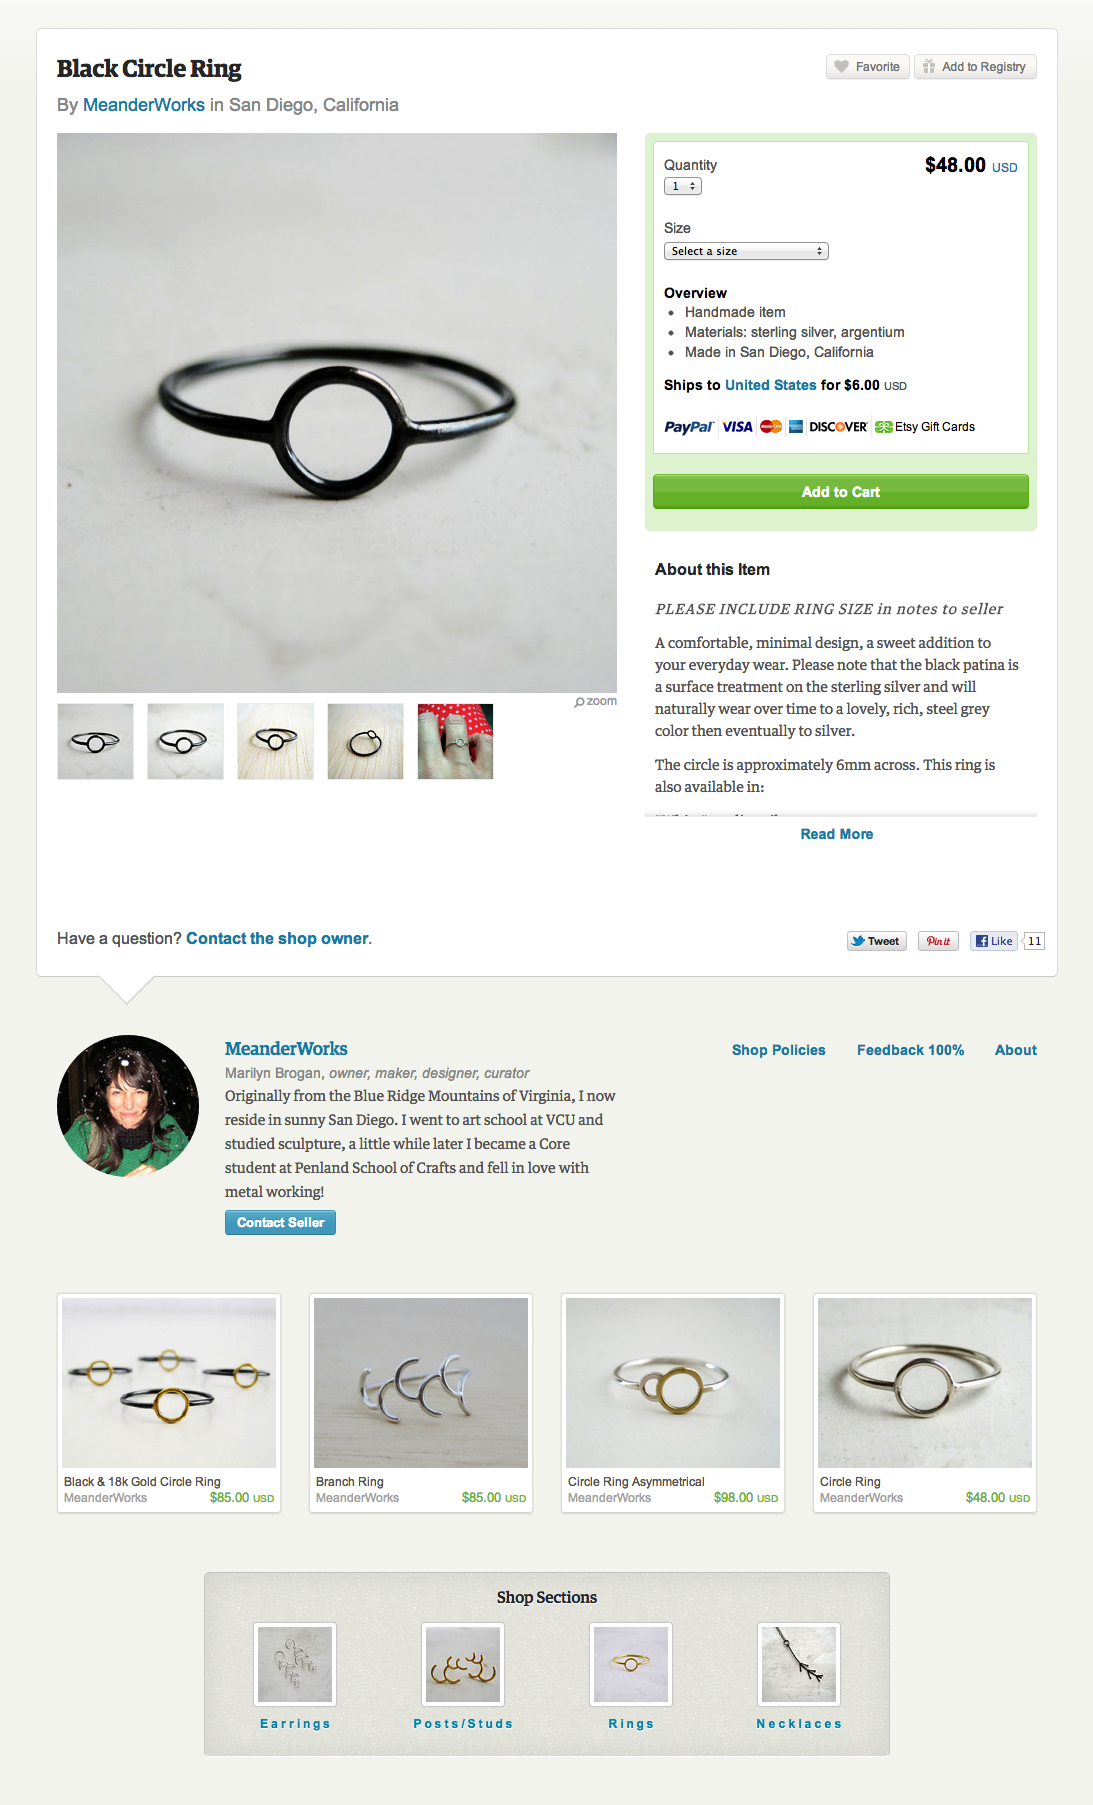 Black Circle Ring
Favorite
Add to Registry
By MeanderWorks in San Diego, California
Quantity
$48.00 USD
1
Size
Select a size
Overview
Handmade item
Materials: sterling silver, argentium
Made in San Diego, California
Ships to United States for $6.00 USD
PayPal VISA MasterCard DISCOVER Etsy Gift Cards
Add to Cart
zoom
About this Item
PLEASE INCLUDE RING SIZE in notes to seller
A comfortable, minimal design, a sweet addition to
your everyday wear. Please note that the black patina is
a surface treatment on the sterling silver and will
naturally wear over time to a lovely, rich, steel grey
color then eventually to silver.
The circle is approximately 6mm across. This ring is
also available in:
Read More
Have a question? Contact the shop owner.
Tweet
Pin it
Like
11
MeanderWorks
Shop Policies
Feedback 100%
About
Marilyn Brogan, owner, maker, designer, curator
Originally from the Blue Ridge Mountains of Virginia, I now
reside in sunny San Diego. I went to art school at VCU and
studied sculpture, a little while later I became a Core
student at Penland School of Crafts and fell in love with
metal working!
Contact Seller
Black & 18k Gold Circle Ring
MeanderWorks $85.00 USD
Branch Ring
MeanderWorks $85.00 USD
Circle Ring Asymmetrical
MeanderWorks $98.00 USD
Circle Ring
MeanderWorks $48.00 USD
Shop Sections
Earrings
Posts/Studs
Rings
Necklaces